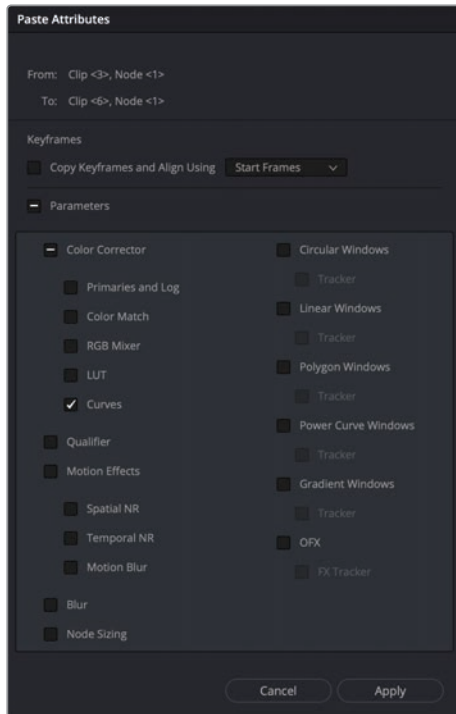 Paste Attributes
From: Clip <3>, Node <1>
To: Clip <6>, Node <1>
Keyframes
Copy Keyframes and Align Using Start Frames
Parameters
Color Corrector
Primaries and Log
Color Match
RGB Mixer
LUT
Curves
Qualifier
Motion Effects
Spatial NR
Temporal NR
Motion Blur
Blur
Node Sizing
Circular Windows
Tracker
Linear Windows
Tracker
Polygon Windows
Tracker
Power Curve Windows
Tracker
Gradient Windows
Tracker
OFX
FX Tracker
Cancel
Apply